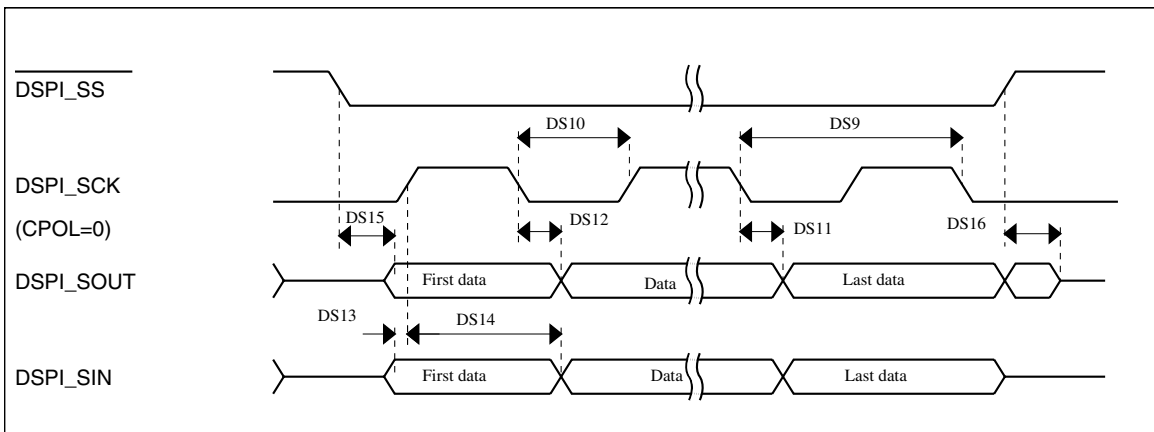 DSPI_SS
DS10
DS9
DSPI_SCK
DS15
DS12
DS11
DS16
(CPOL=0)
DSPI_SOUT
First data
Data
Last data
DS13
DS14
DSPI_SIN
First data
Data
Last data